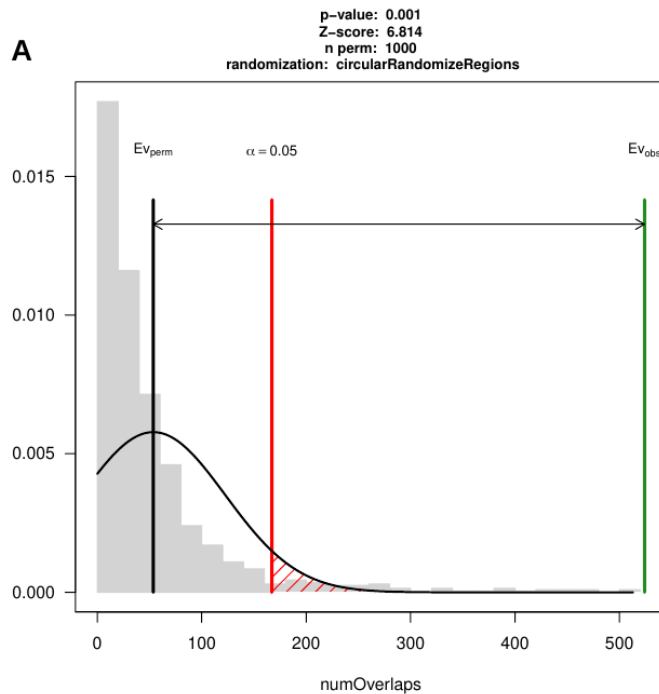 p-value: 0.001
Z-score: 6.814
n perm: 1000
randomization: circularRandomizeRegions
A
Evperm
α = 0.05
Evobs
0.015
0.010
0.005
0.000
0
100
200
300
400
500
numOverlaps